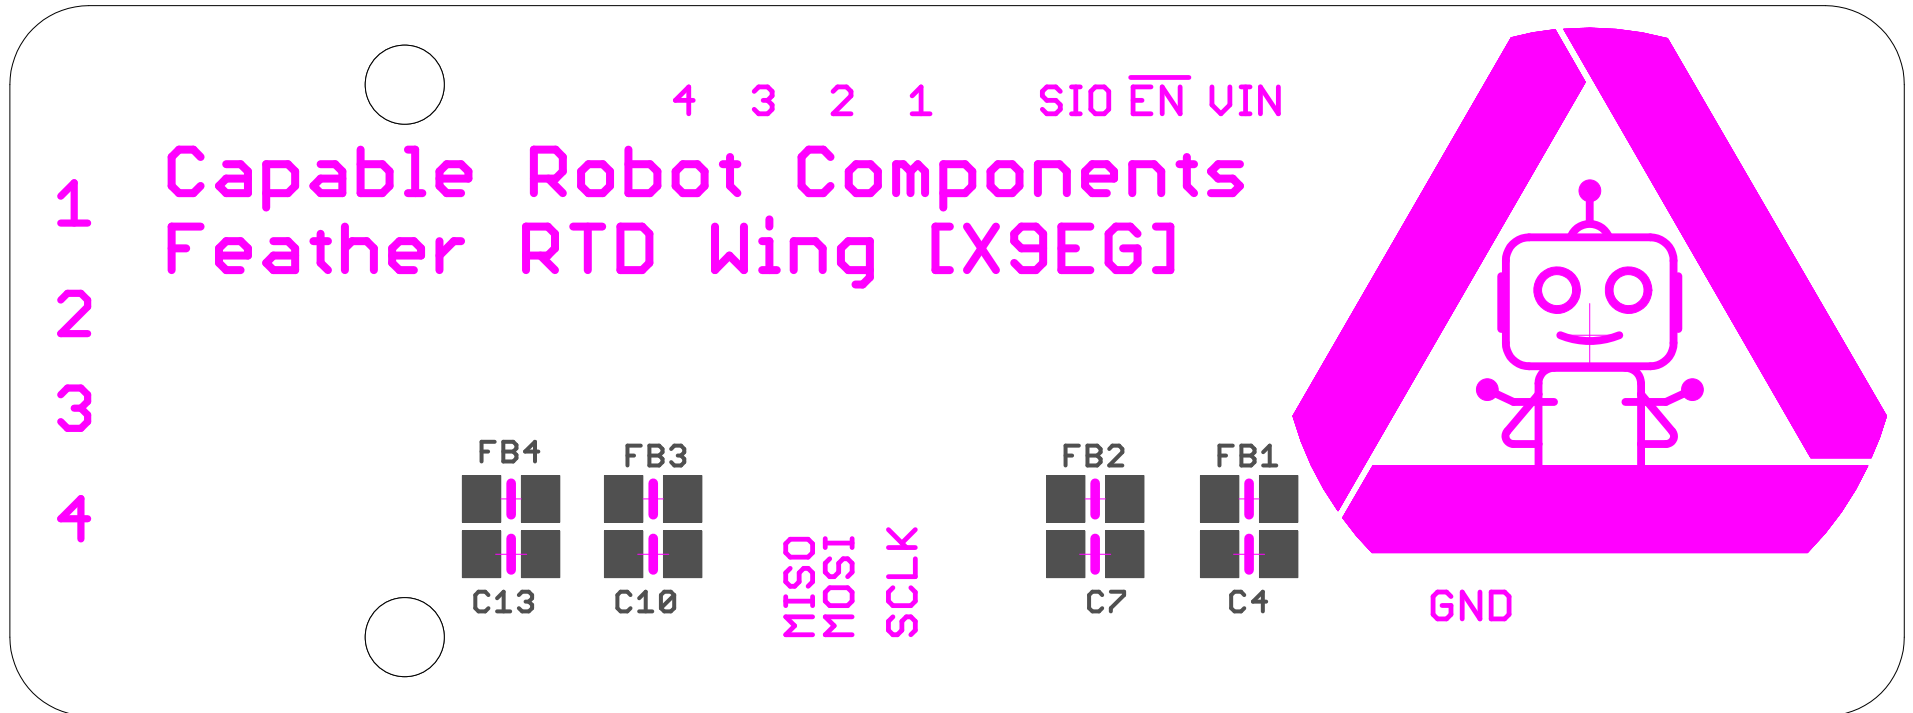 4 3 2 1 SIO EN VIN
Capable Robot Components
Feather RTD Wing [X9EG]
1
2
3
4
FB4 FB3 FB2 FB1
C13 C10 C7 C4
MISO
MOSI
SCLK
GND